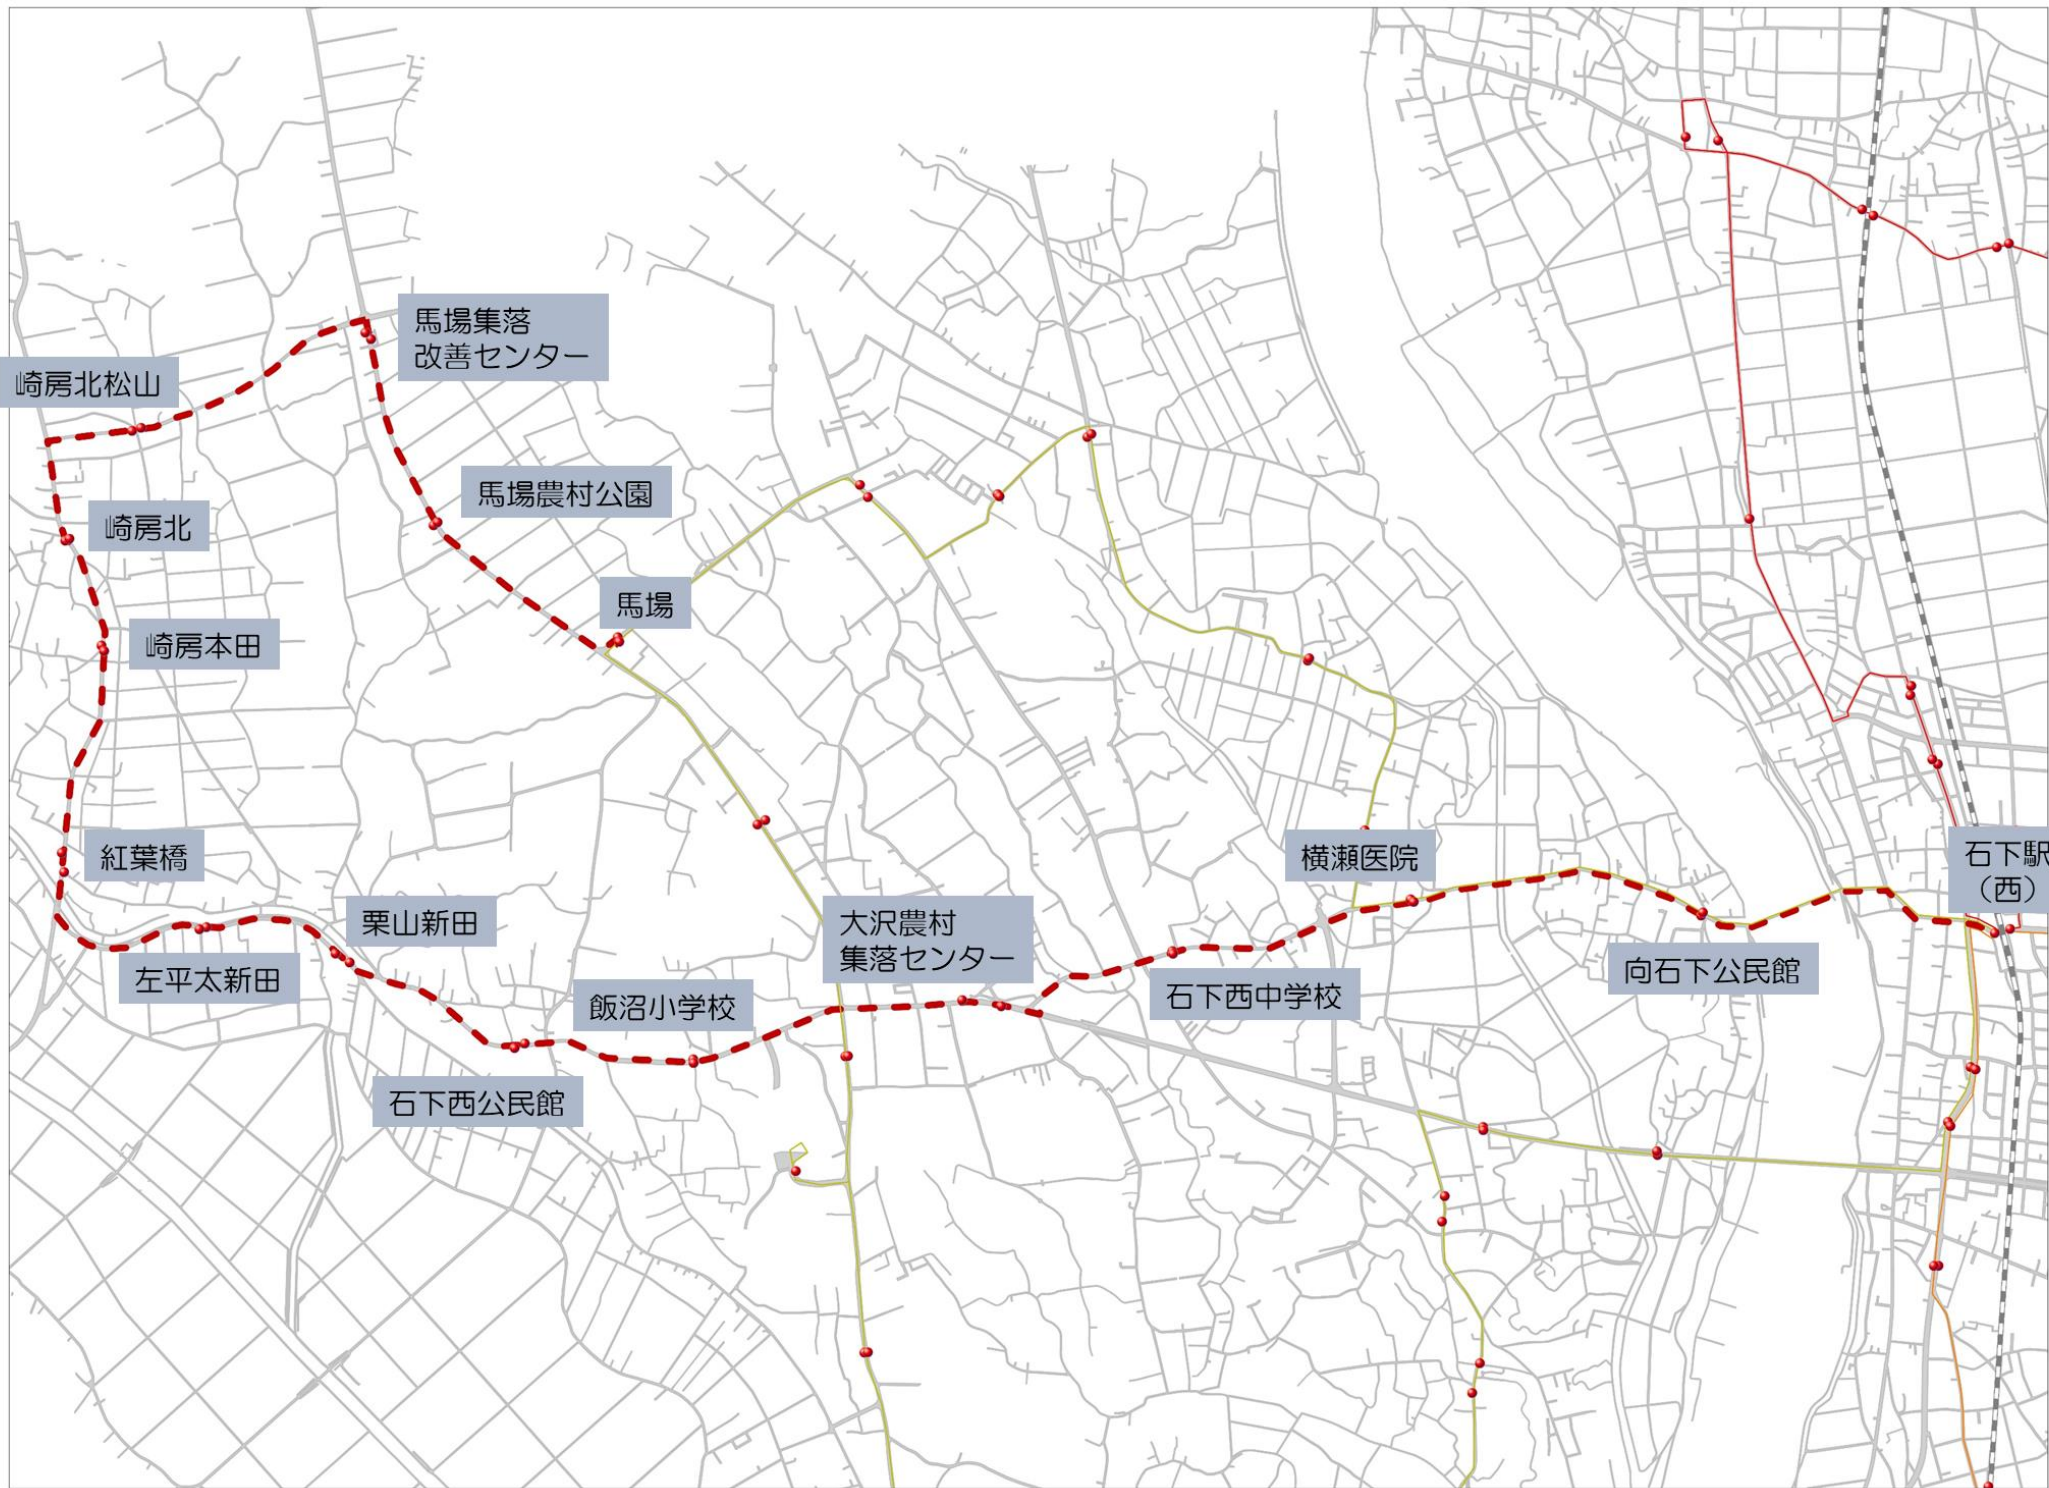 馬場集落
改善センター
崎房北松山
馬場農村公園
崎房北
馬場
崎房本田
紅葉橋
横瀬医院
石下駅
（西）
栗山新田
大沢農村
集落センター
左平太新田
飯沼小学校
石下西中学校
向石下公民館
石下西公民館